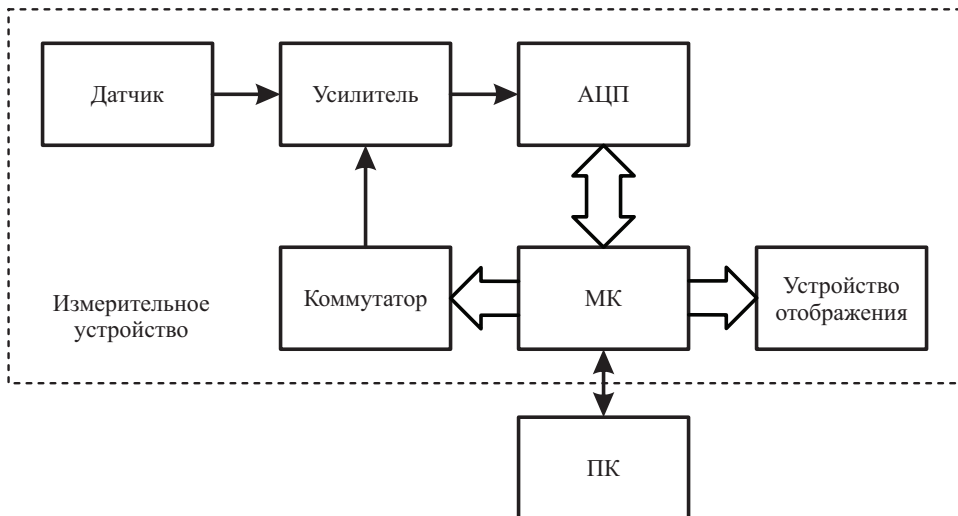 Датчик
Усилитель
АЦП
Измерительное
устройство
Коммутатор
МК
Устройство
отображения
ПК